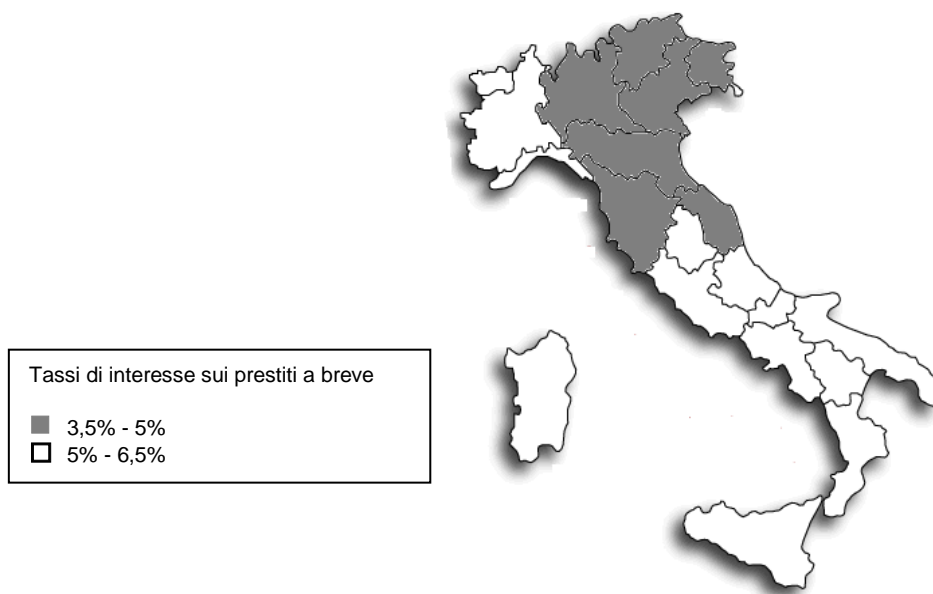 Tassi di interesse sui prestiti a breve
3,5% - 5%
5% - 6,5%